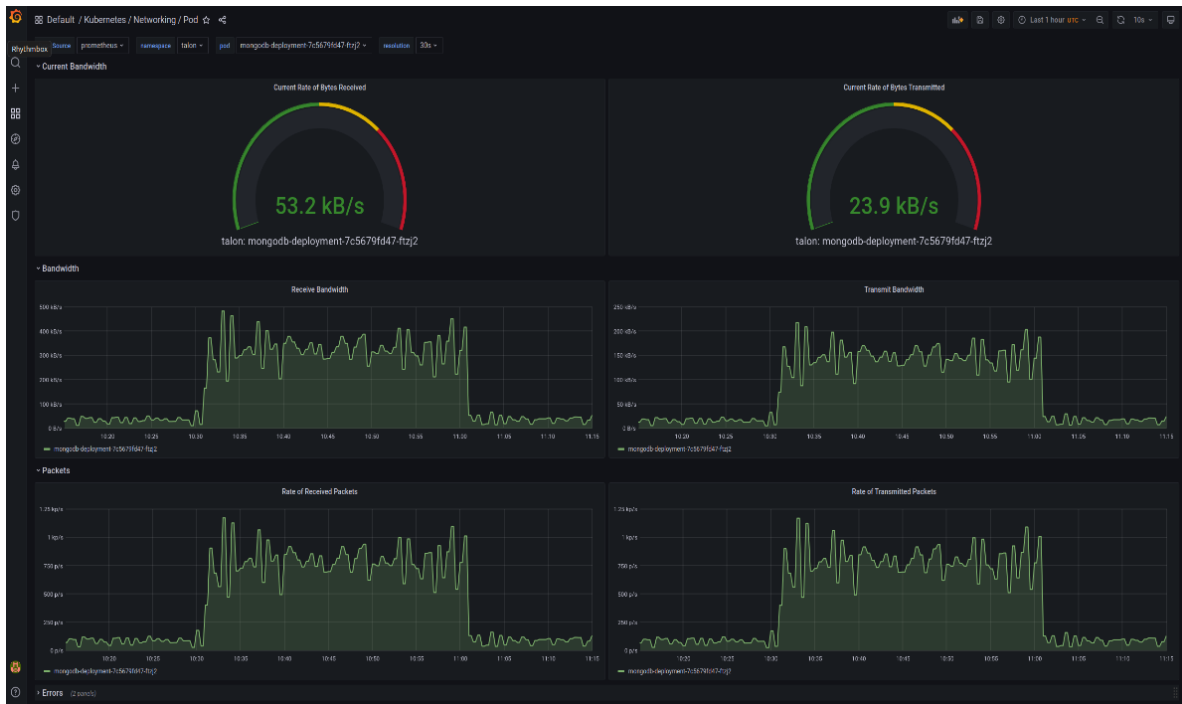 Default / Kubernetes / Networking / Pod
Last 1 hour UTC
10s
Rhythmbox
Source prometheus namespace talon pod mongodb-deployment-7c5679fd47-ftzj2 resolution 30s
Current Bandwidth
Current Rate of Bytes Received
53.2 kB/s
talon: mongodb-deployment-7c5679fd47-ftzj2
Current Rate of Bytes Transmitted
23.9 kB/s
talon: mongodb-deployment-7c5679fd47-ftzj2
Bandwidth
Receive Bandwidth
500 kB/s
400 kB/s
300 kB/s
200 kB/s
100 kB/s
0 B/s
10:20 10:25 10:30 10:35 10:40 10:45 10:50 10:55 11:00 11:05 11:10 11:15
mongodb-deployment-7c5679fd47-ftzj2
Transmit Bandwidth
250 kB/s
200 kB/s
150 kB/s
100 kB/s
50 kB/s
0 B/s
10:20 10:25 10:30 10:35 10:40 10:45 10:50 10:55 11:00 11:05 11:10 11:15
mongodb-deployment-7c5679fd47-ftzj2
Packets
Rate of Received Packets
1.25 kp/s
1 kp/s
750 p/s
500 p/s
250 p/s
0 p/s
10:20 10:25 10:30 10:35 10:40 10:45 10:50 10:55 11:00 11:05 11:10 11:15
mongodb-deployment-7c5679fd47-ftzj2
Rate of Transmitted Packets
1.25 kp/s
1 kp/s
750 p/s
500 p/s
250 p/s
0 p/s
10:20 10:25 10:30 10:35 10:40 10:45 10:50 10:55 11:00 11:05 11:10 11:15
mongodb-deployment-7c5679fd47-ftzj2
Errors (2 panels)